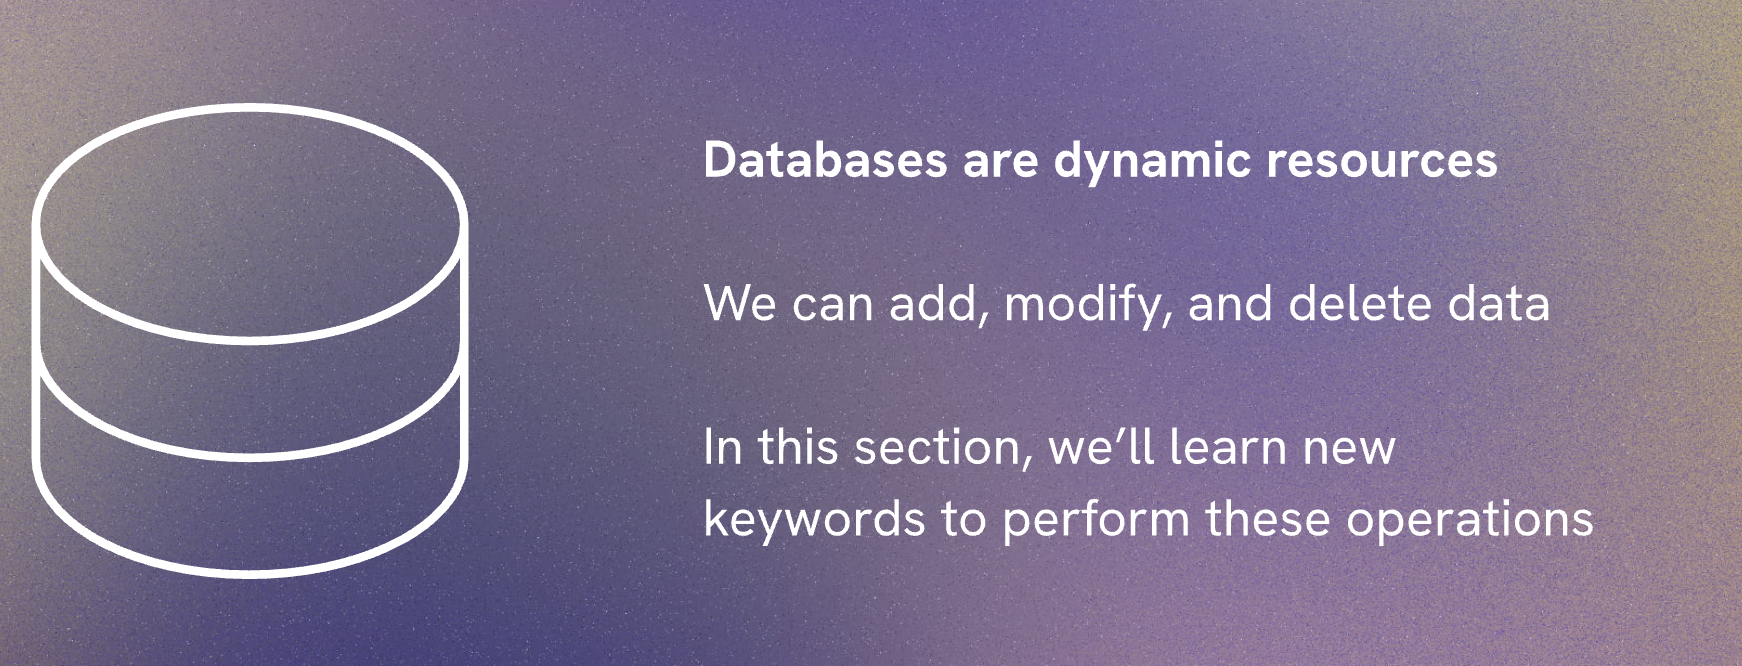 Databases are dynamic resources
We can add, modify, and delete data
In this section, we’ll learn new
keywords to perform these operations